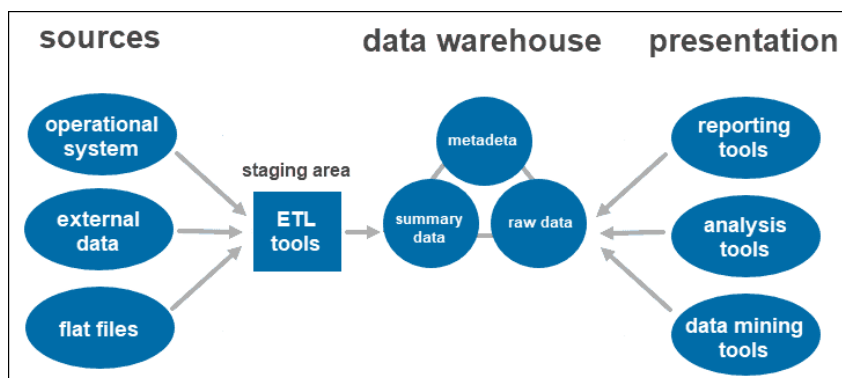 sources
data warehouse
presentation
operational
system
external
data
flat files
staging area
ETL
tools
metadeta
summary
data
raw data
reporting
tools
analysis
tools
data mining
tools